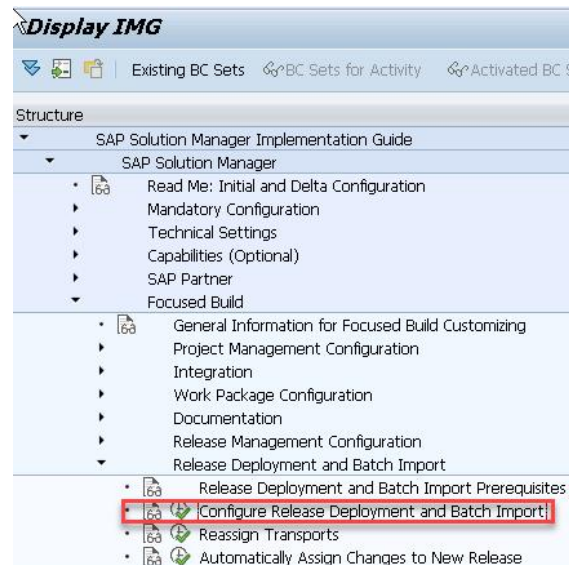 Display IMG
Existing BC Sets BC Sets for Activity Activated BC
Structure
SAP Solution Manager Implementation Guide
SAP Solution Manager
Read Me: Initial and Delta Configuration
Mandatory Configuration
Technical Settings
Capabilities (Optional)
SAP Partner
Focused Build
General Information for Focused Build Customizing
Project Management Configuration
Integration
Work Package Configuration
Documentation
Release Management Configuration
Release Deployment and Batch Import
Release Deployment and Batch Import Prerequisites
Configure Release Deployment and Batch Import
Reassign Transports
Automatically Assign Changes to New Release